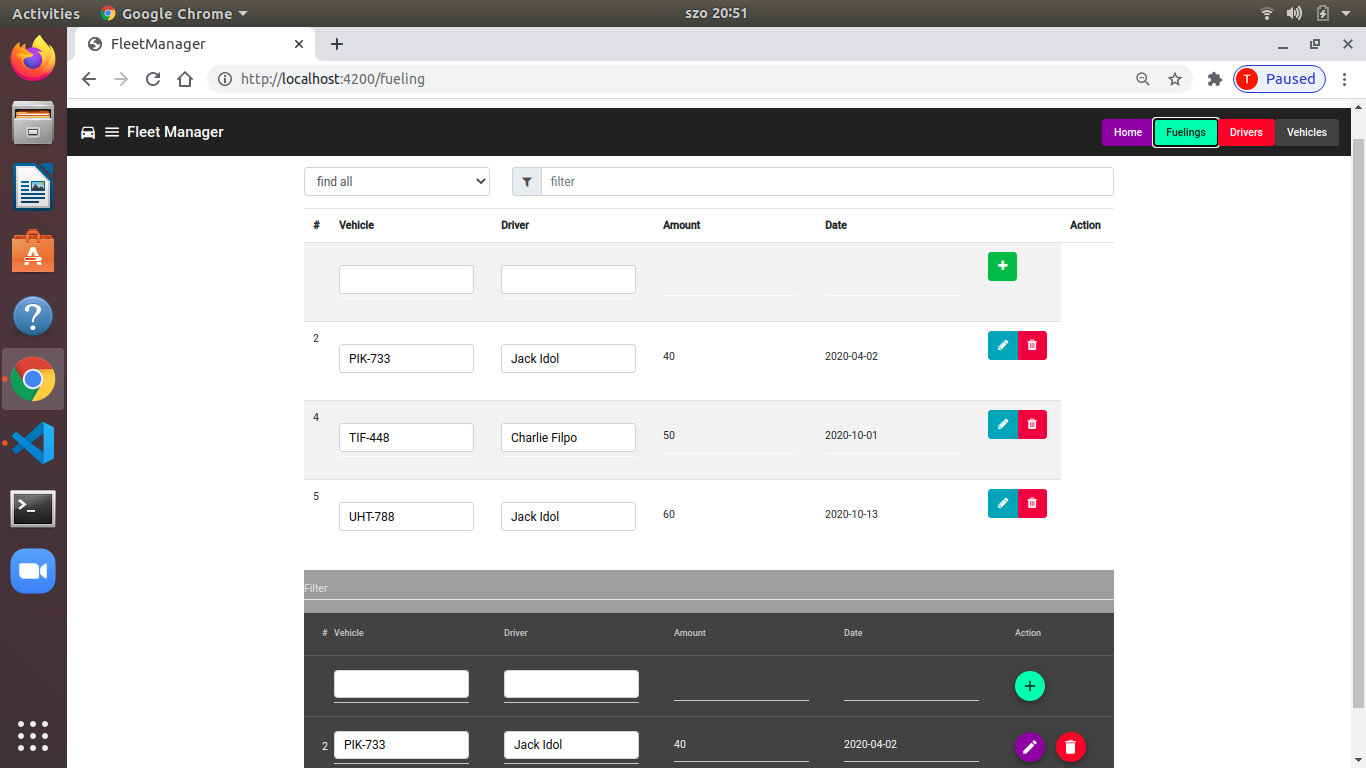 Activities Google Chrome szo 20:51
FleetManager
http://localhost:4200/fueling T Paused
Fleet Manager Home Fuelings Drivers Vehicles
find all filter
# Vehicle Driver Amount Date Action
2 PIK-733 Jack Idol 40 2020-04-02
4 TIF-448 Charlie Filpo 50 2020-10-01
5 UHT-788 Jack Idol 60 2020-10-13
Filter
# Vehicle Driver Amount Date Action
2 PIK-733 Jack Idol 40 2020-04-02